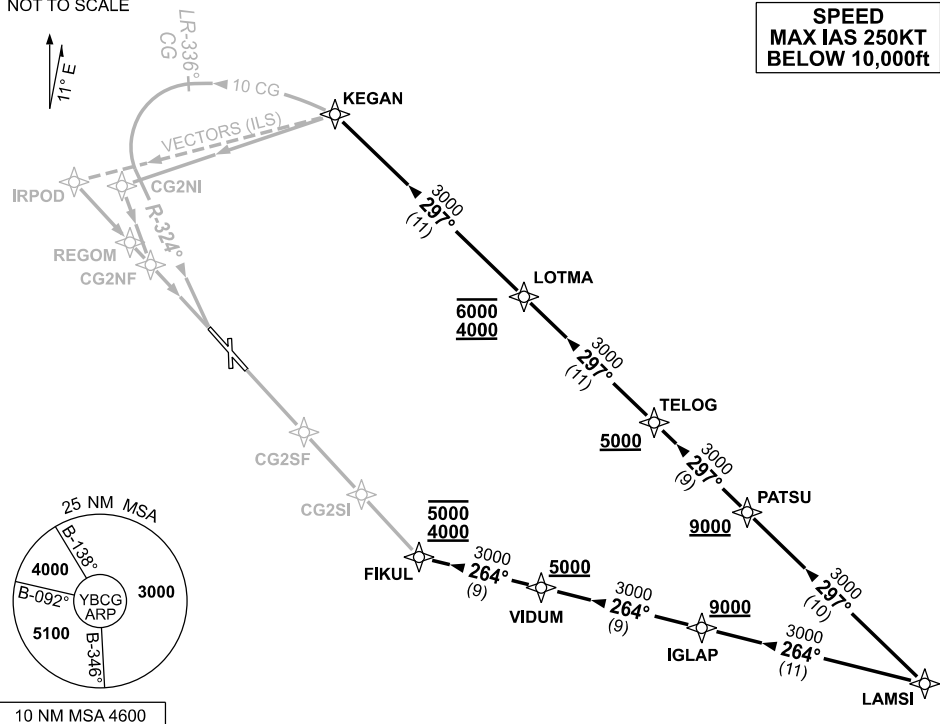 NOT TO SCALE
SPEED
MAX IAS 250KT
BELOW 10,000ft
11° E
LR-336°
CG
10 CG
KEGAN
VECTORS (ILS)
IRPOD
CG2NI
R-324°
REGOM
CG2NF
3000
297°
(11)
LOTMA
6000
4000
3000
297°
(11)
TELOG
5000
3000
297°
(9)
PATSU
9000
3000
297°
(10)
LAMSI
CG2SF
CG2SI
5000
4000
FIKUL
3000
264°
(9)
5000
VIDUM
3000
264°
(9)
9000
IGLAP
3000
264°
(11)
25 NM MSA
B-138°
4000
B-092°
YBCG
ARP
3000
5100
B-346°
10 NM MSA 4600